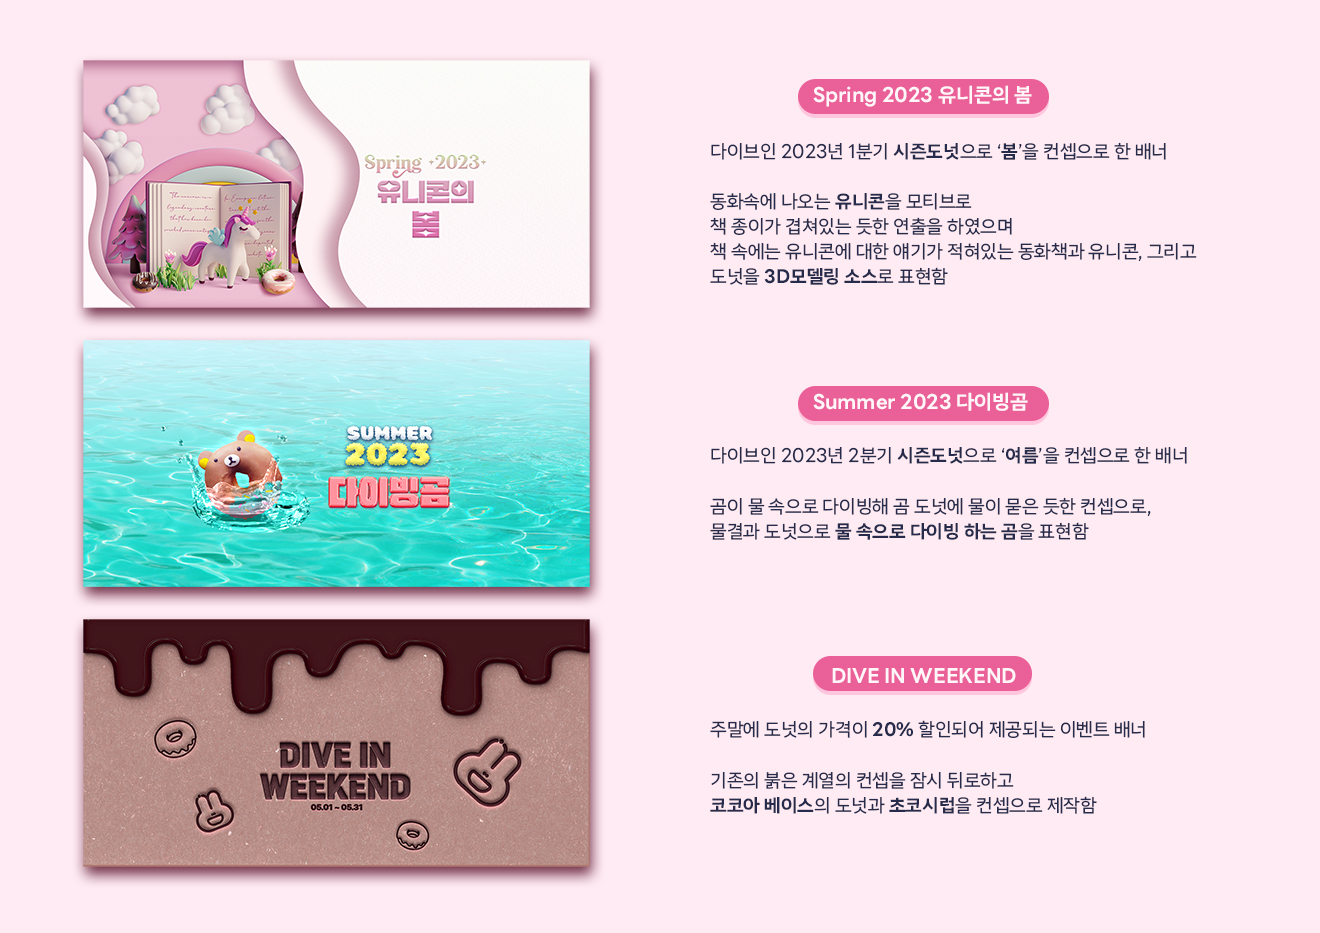 Spring ·2023·
유니콘의
봄
Spring 2023 유니콘의 봄
다이브인 2023년 1분기 시즌도넛으로 ‘봄’을 컨셉으로 한 배너
동화속에 나오는 유니콘을 모티브로
책 종이가 겹쳐있는 듯한 연출을 하였으며
책 속에는 유니콘에 대한 얘기가 적혀있는 동화책과 유니콘, 그리고
도넛을 3D모델링 소스로 표현함
SUMMER
2023
다이빙곰
Summer 2023 다이빙곰
다이브인 2023년 2분기 시즌도넛으로 ‘여름’을 컨셉으로 한 배너
곰이 물 속으로 다이빙해 곰 도넛에 물이 묻은 듯한 컨셉으로,
물결과 도넛으로 물 속으로 다이빙 하는 곰을 표현함
DIVE IN
WEEKEND
05.01 ~ 05.31
DIVE IN WEEKEND
주말에 도넛의 가격이 20% 할인되어 제공되는 이벤트 배너
기존의 붉은 계열의 컨셉을 잠시 뒤로하고
코코아 베이스의 도넛과 초코시럽을 컨셉으로 제작함